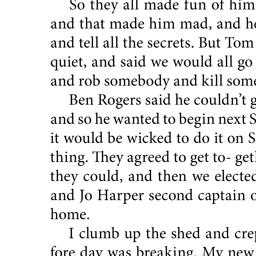 So they all made fun of him
and that made him mad, and he
and tell all the secrets. But Tom
quiet, and said we would all go
and rob somebody and kill some
Ben Rogers said he couldn't g
and so he wanted to begin next S
it would be wicked to do it on S
thing. They agreed to get to- get
they could, and then we elected
and Jo Harper second captain o
home.
I clumb up the shed and cre
fore day was breaking. My new